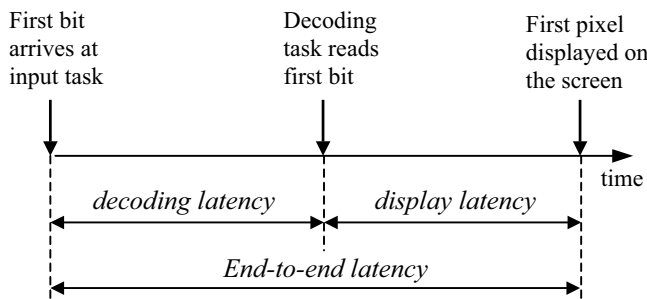 First bit
arrives at
input task
Decoding
task reads
first bit
First pixel
displayed on
the screen
time
decoding latency
display latency
End-to-end latency